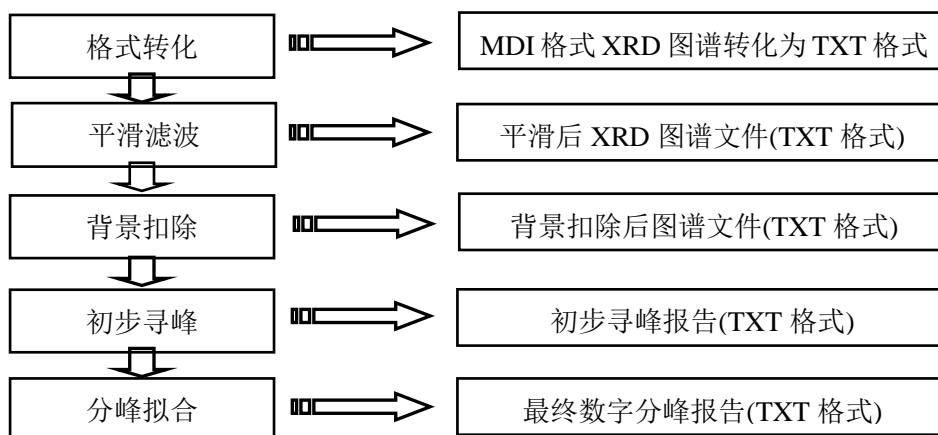 格式转化
MDI 格式 XRD 图谱转化为 TXT 格式
平滑滤波
平滑后 XRD 图谱文件(TXT 格式)
背景扣除
背景扣除后图谱文件(TXT 格式)
初步寻峰
初步寻峰报告(TXT 格式)
分峰拟合
最终数字分峰报告(TXT 格式)